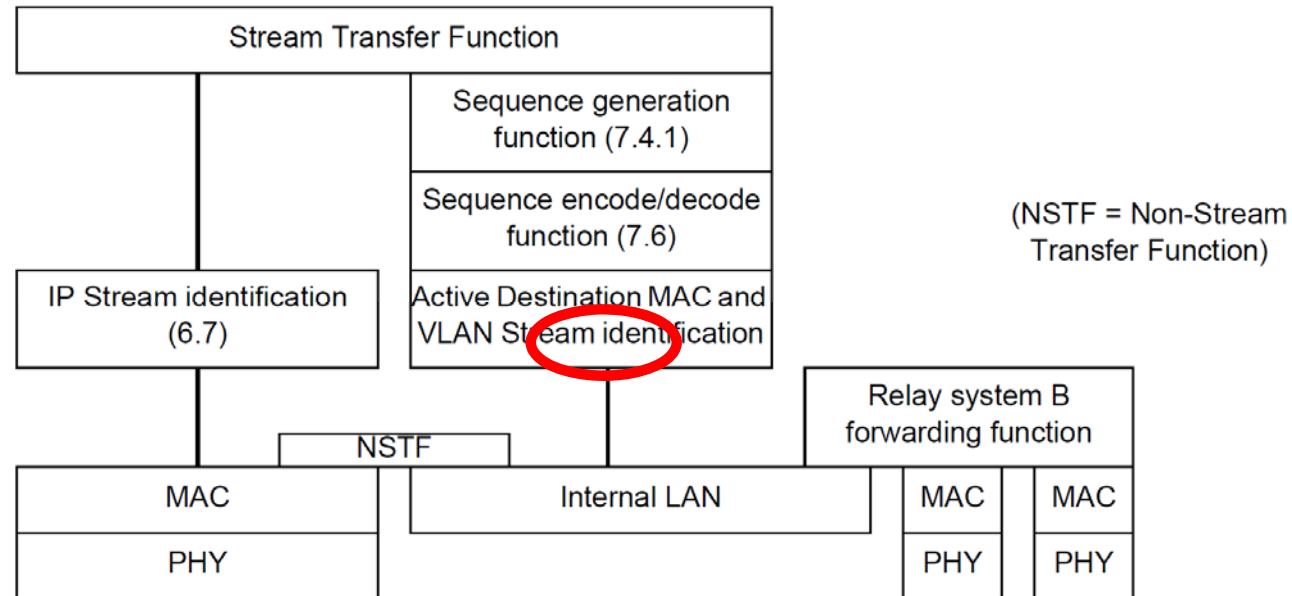 Stream Transfer Function
Sequence generation
function (7.4.1)
Sequence encode/decode
function (7.6)
(NSTF = Non-Stream
Transfer Function)
IP Stream identification
(6.7)
Active Destination MAC and
VLAN Stream identification
Relay system B
forwarding function
NSTF
MAC
Internal LAN
MAC
MAC
PHY
PHY
PHY